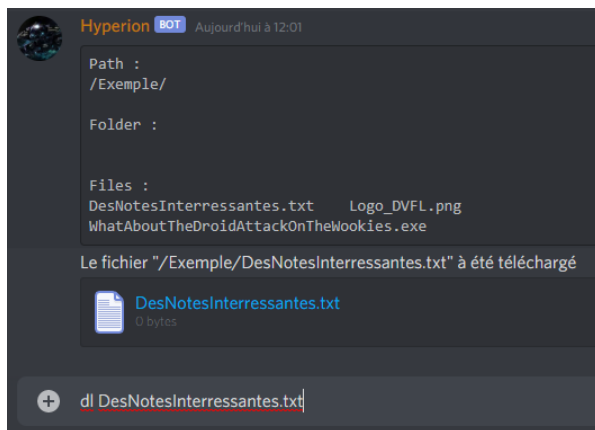 Hyperion BOT Aujourd'hui à 12:01
Path :
/Exemple/
Folder :
Files :
DesNotesInterressantes.txt Logo_DVFL.png
WhatAboutTheDroidAttackOnTheWookies.exe
Le fichier "/Exemple/DesNotesInterressantes.txt" à été téléchargé
DesNotesInterressantes.txt
0 bytes
dl DesNotesInterressantes.txt